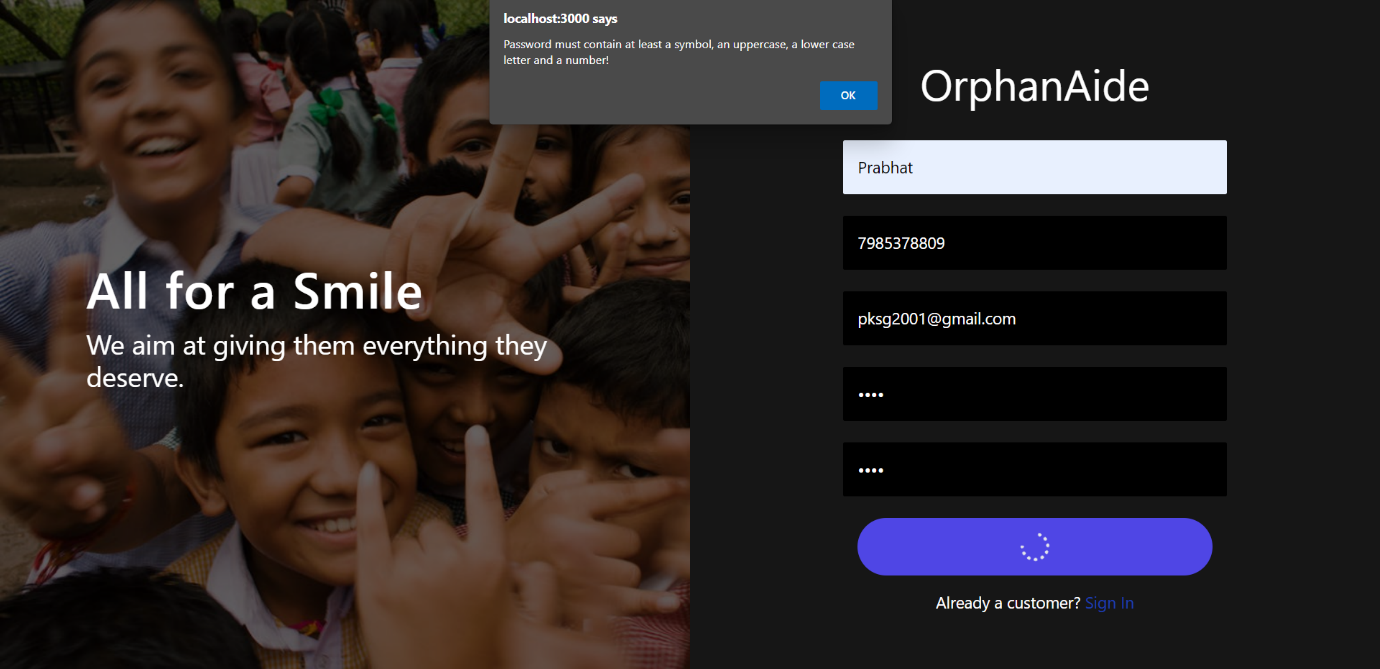 localhost:3000 says
Password must contain at least a symbol, an uppercase, a lower case
letter and a number!
OK
OrphanAide
Prabhat
7985378809
pksg2001@gmail.com
••••
••••
Already a customer? Sign In
All for a Smile
We aim at giving them everything they
deserve.